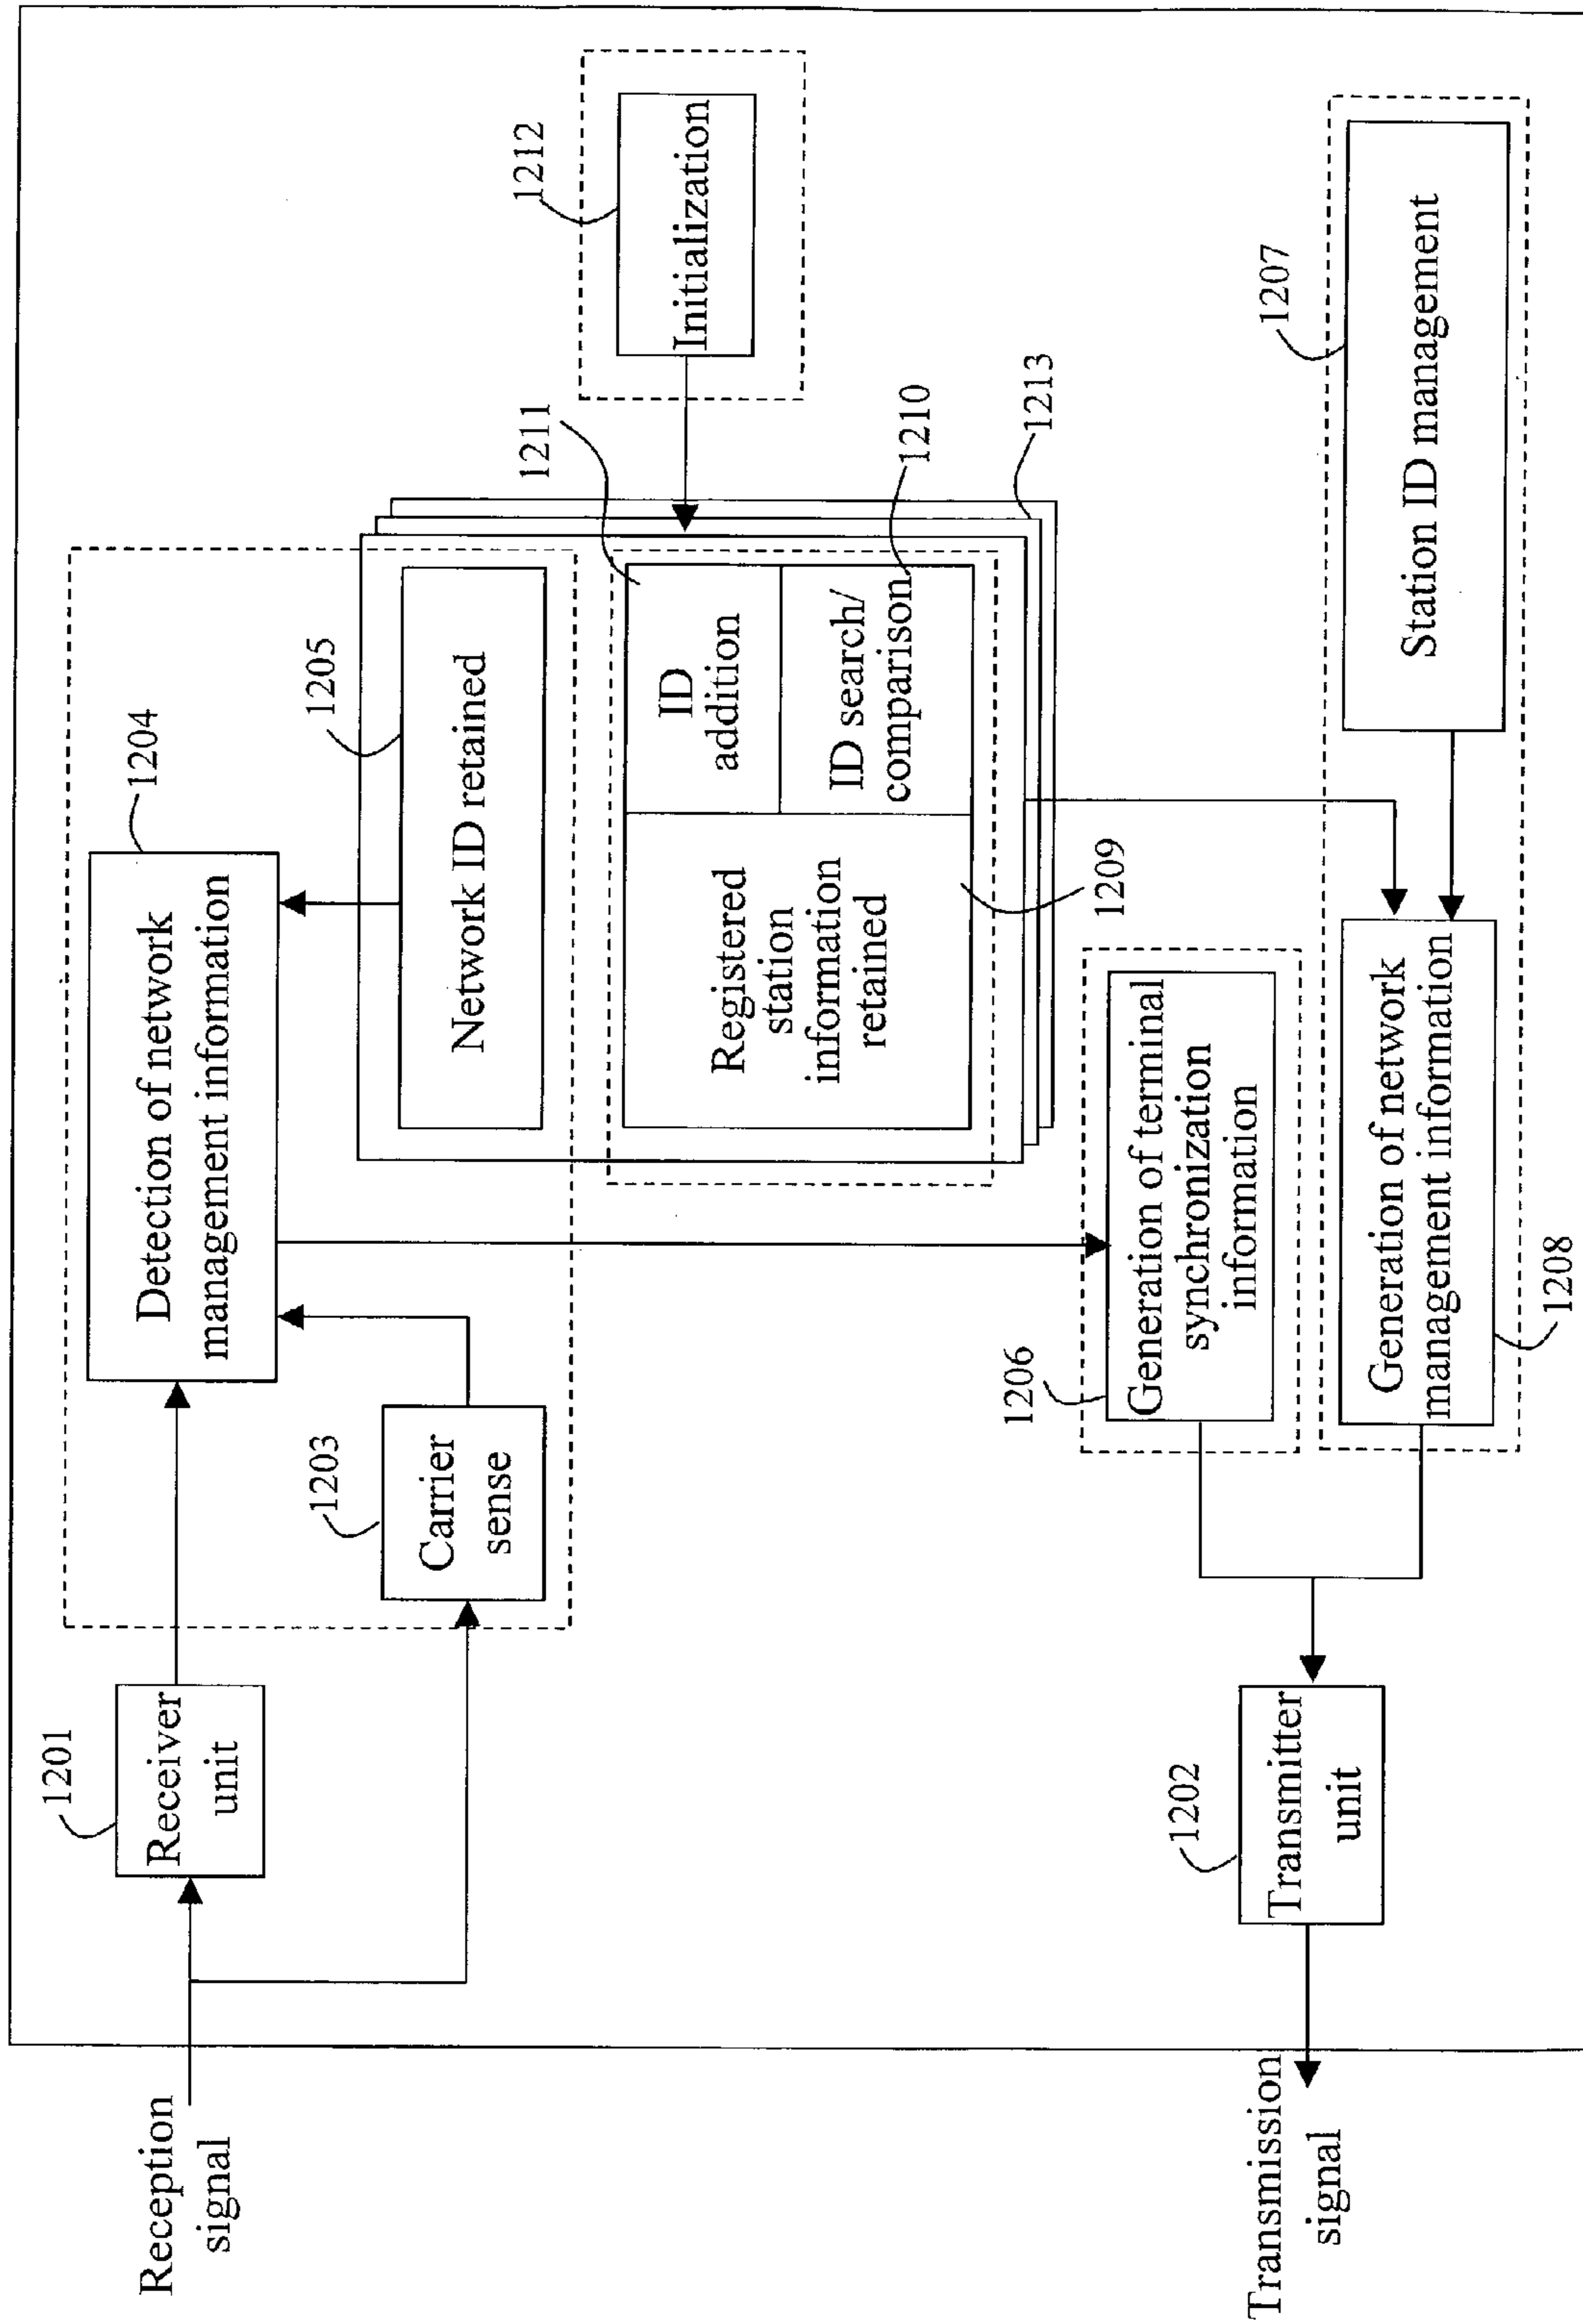 Reception
signal
1201
Receiver
unit
1203
Carrier
sense
1204
Detection of network
management information
1205
Network ID retained
1211
ID
addition
ID search/
comparison
1210
1213
Registered
station
information
retained
1209
1212
Initialization
1206
Generation of terminal
synchronization
information
1207
Station ID management
Generation of network
management information
1208
1202
Transmitter
unit
Transmission
signal